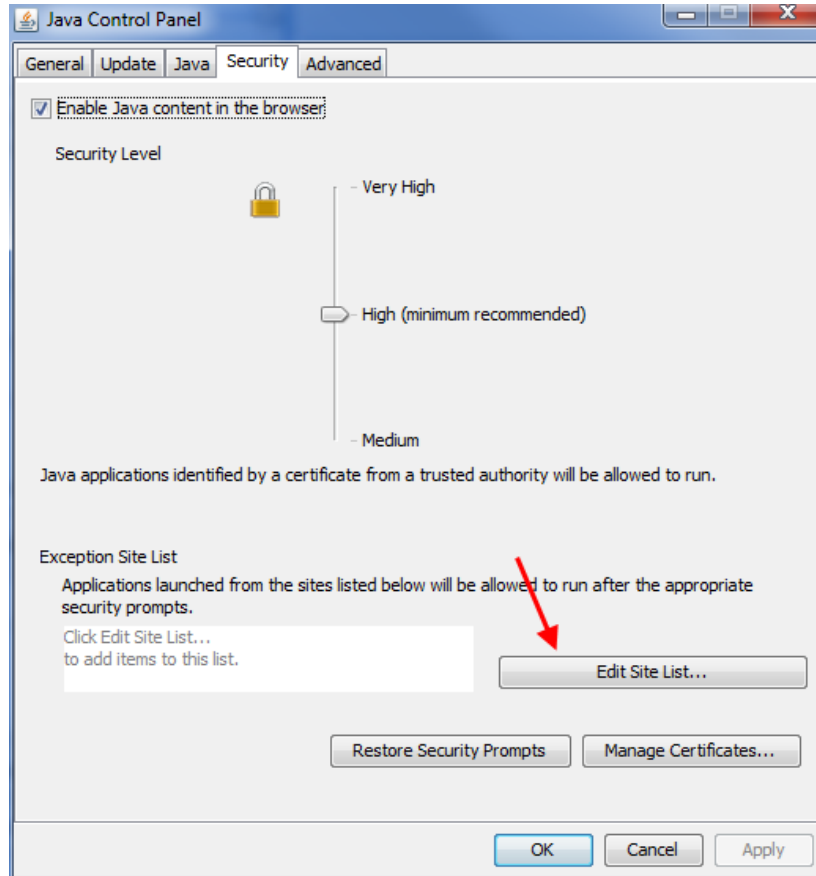 Java Control Panel
General Update Java Security Advanced
Enable Java content in the browser
Security Level
- Very High
- High (minimum recommended)
- Medium
Java applications identified by a certificate from a trusted authority will be allowed to run.
Exception Site List
Applications launched from the sites listed below will be allowed to run after the appropriate
security prompts.
Click Edit Site List...
to add items to this list.
Edit Site List...
Restore Security Prompts Manage Certificates...
OK Cancel Apply